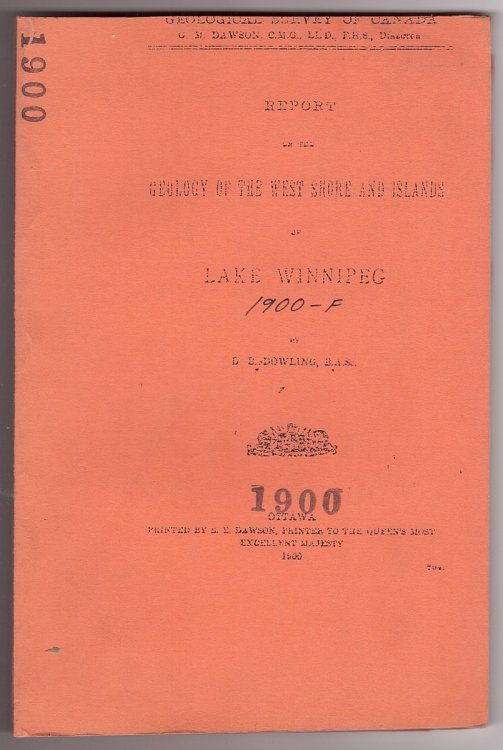 1900
GEOLOGICAL SURVEY OF CANADA
G. M. DAWSON, C.M.G., LL.D., F.R.S., Director
REPORT
ON THE
GEOLOGY OF THE WEST SHORE AND ISLANDS
OF
LAKE WINNIPEG
1900-F
BY
D. B. DOWLING, B.A.Sc.
1900
OTTAWA
PRINTED BY S. E. DAWSON, PRINTER TO THE QUEEN'S MOST
EXCELLENT MAJESTY
1900
704.